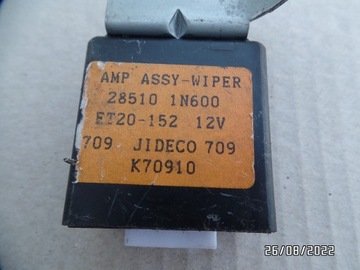 AMP ASSY-WIPER
28510 1N600
ET20-152 12V
709 JIDECO 709
K70910
26/08/2022